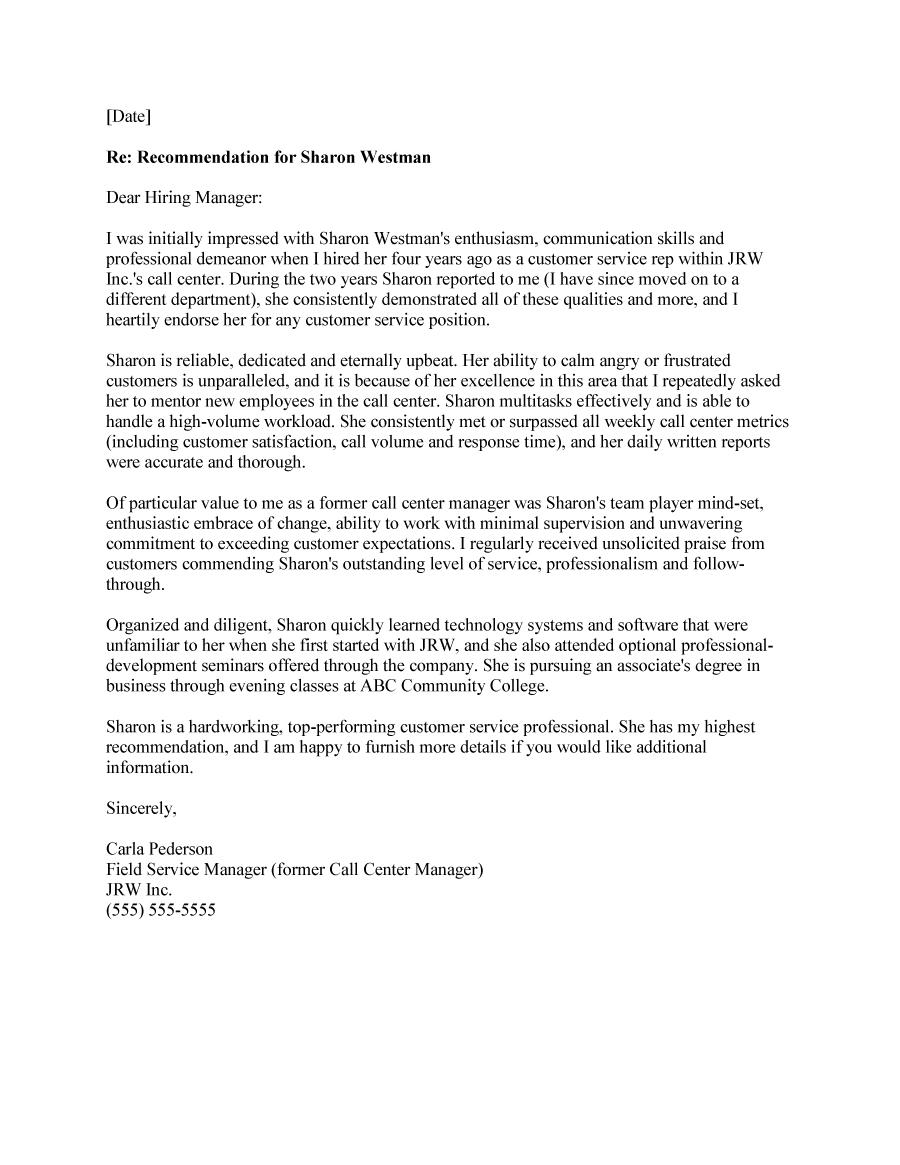 [Date]
Re: Recommendation for Sharon Westman
Dear Hiring Manager:
I was initially impressed with Sharon Westman's enthusiasm, communication skills and
professional demeanor when I hired her four years ago as a customer service rep within JRW
Inc.'s call center. During the two years Sharon reported to me (I have since moved on to a
different department), she consistently demonstrated all of these qualities and more, and I
heartily endorse her for any customer service position.
Sharon is reliable, dedicated and eternally upbeat. Her ability to calm angry or frustrated
customers is unparalleled, and it is because of her excellence in this area that I repeatedly asked
her to mentor new employees in the call center. Sharon multitasks effectively and is able to
handle a high-volume workload. She consistently met or surpassed all weekly call center metrics
(including customer satisfaction, call volume and response time), and her daily written reports
were accurate and thorough.
Of particular value to me as a former call center manager was Sharon's team player mind-set,
enthusiastic embrace of change, ability to work with minimal supervision and unwavering
commitment to exceeding customer expectations. I regularly received unsolicited praise from
customers commending Sharon's outstanding level of service, professionalism and follow-
through.
Organized and diligent, Sharon quickly learned technology systems and software that were
unfamiliar to her when she first started with JRW, and she also attended optional professional-
development seminars offered through the company. She is pursuing an associate's degree in
business through evening classes at ABC Community College.
Sharon is a hardworking, top-performing customer service professional. She has my highest
recommendation, and I am happy to furnish more details if you would like additional
information.
Sincerely,
Carla Pederson
Field Service Manager (former Call Center Manager)
JRW Inc.
(555) 555-5555